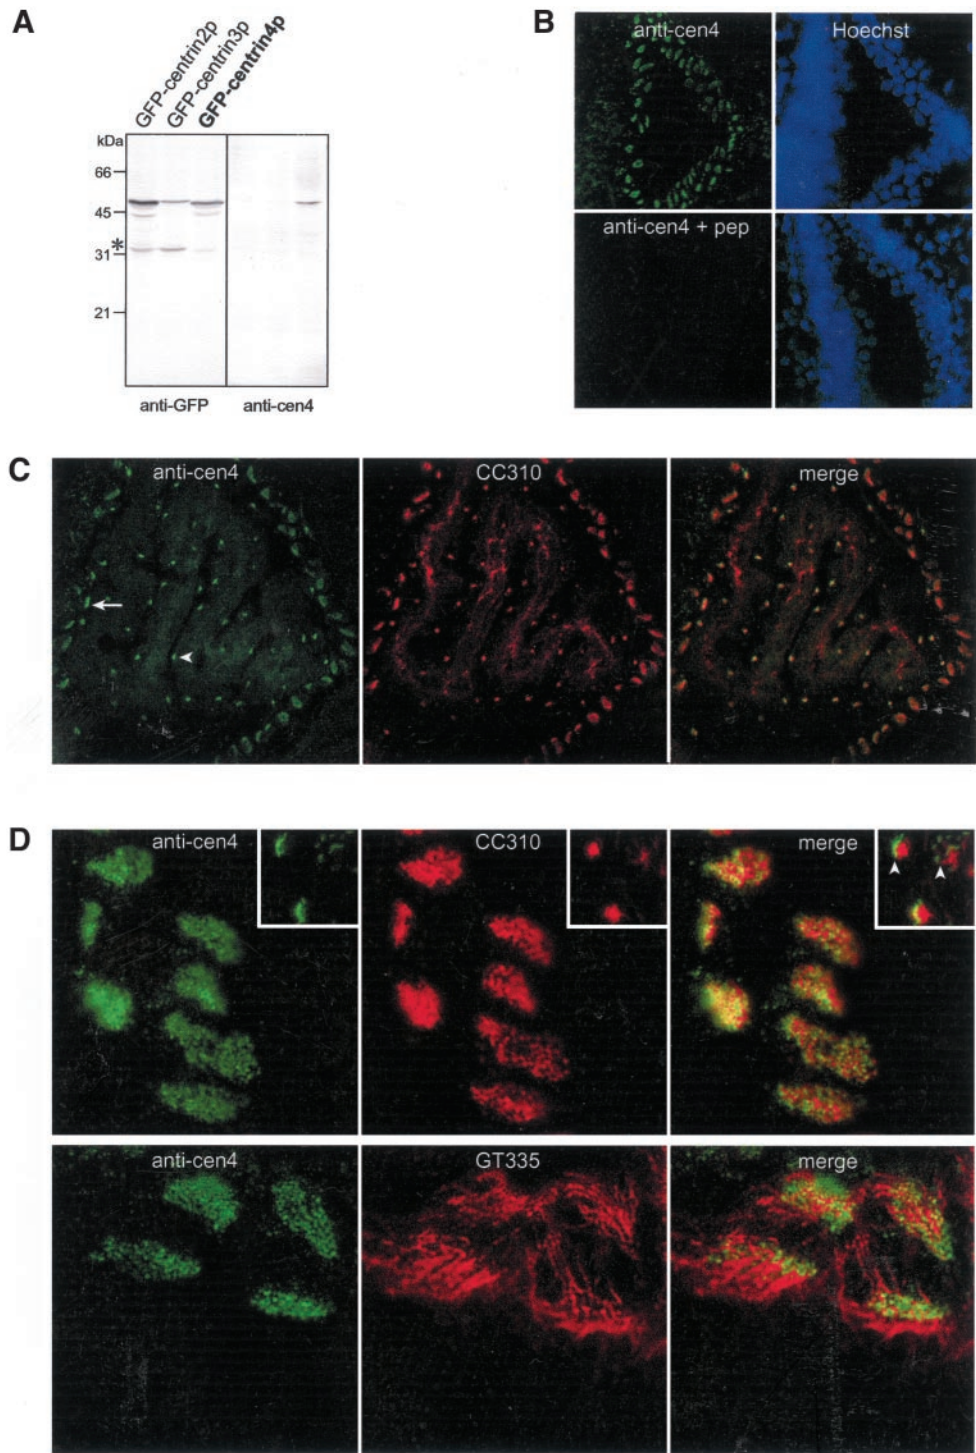 A
GFP-centrin2p
GFP-centrin3p
GFP-centrin4p
kDa
66
45
*
31
21
anti-GFP
anti-cen4
B
anti-cen4
Hoechst
anti-cen4 + pep
C
anti-cen4
CC310
merge
D
anti-cen4
CC310
merge
anti-cen4
GT335
merge